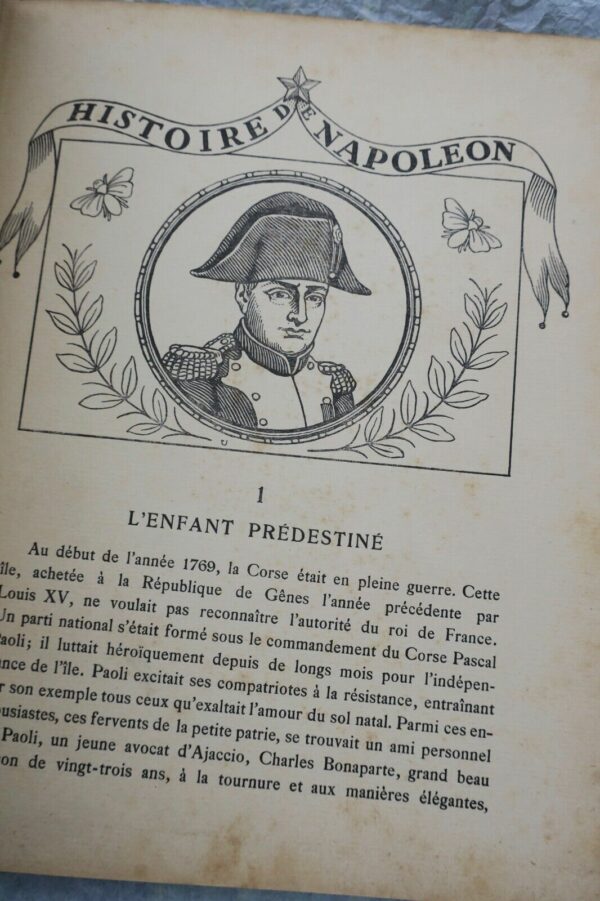 HISTOIRE DE NAPOLEON
1
L'ENFANT PRÉDESTINÉ
Au début de l'année 1769, la Corse était en pleine guerre. Cette
île, achetée à la République de Gênes l'année précédente par
Louis XV, ne voulait pas reconnaître l'autorité du roi de France.
Un parti national s'était formé sous le commandement du Corse Pascal
Paoli; il luttait héroïquement depuis de longs mois pour l'indépen-
ance de l'île. Paoli excitait ses compatriotes à la résistance, entraînant
r son exemple tous ceux qu'exaltait l'amour du sol natal. Parmi ces en-
ousiastes, ces fervents de la petite patrie, se trouvait un ami personnel
Paoli, un jeune avocat d'Ajaccio, Charles Bonaparte, grand beau
on de vingt-trois ans, à la tournure et aux manières élégantes,